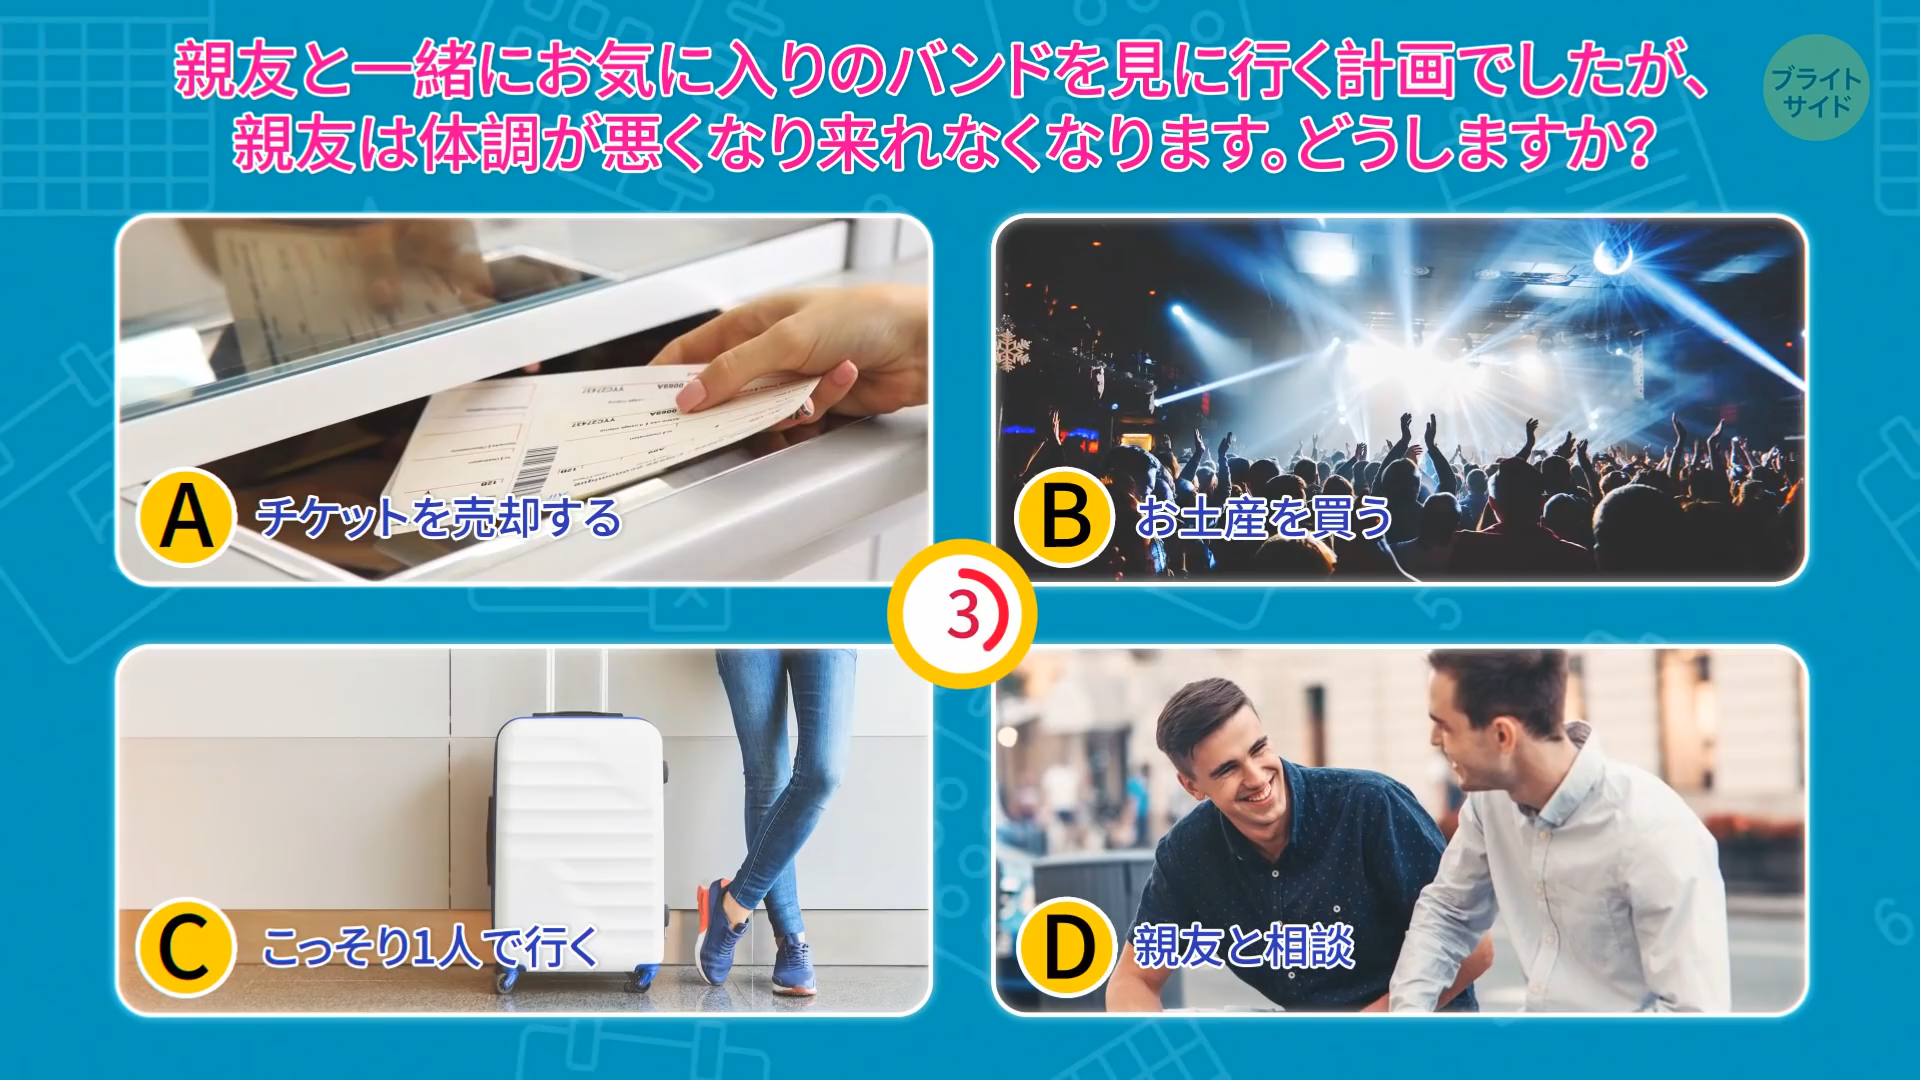 親友と一緒にお気に入りのバンドを見に行く計画でしたが、
親友は体調が悪くなり来れなくなります。どうしますか？
ブライト
サイド
A チケットを売却する
B お土産を買う
3
C こっそり1人で行く
D 親友と相談